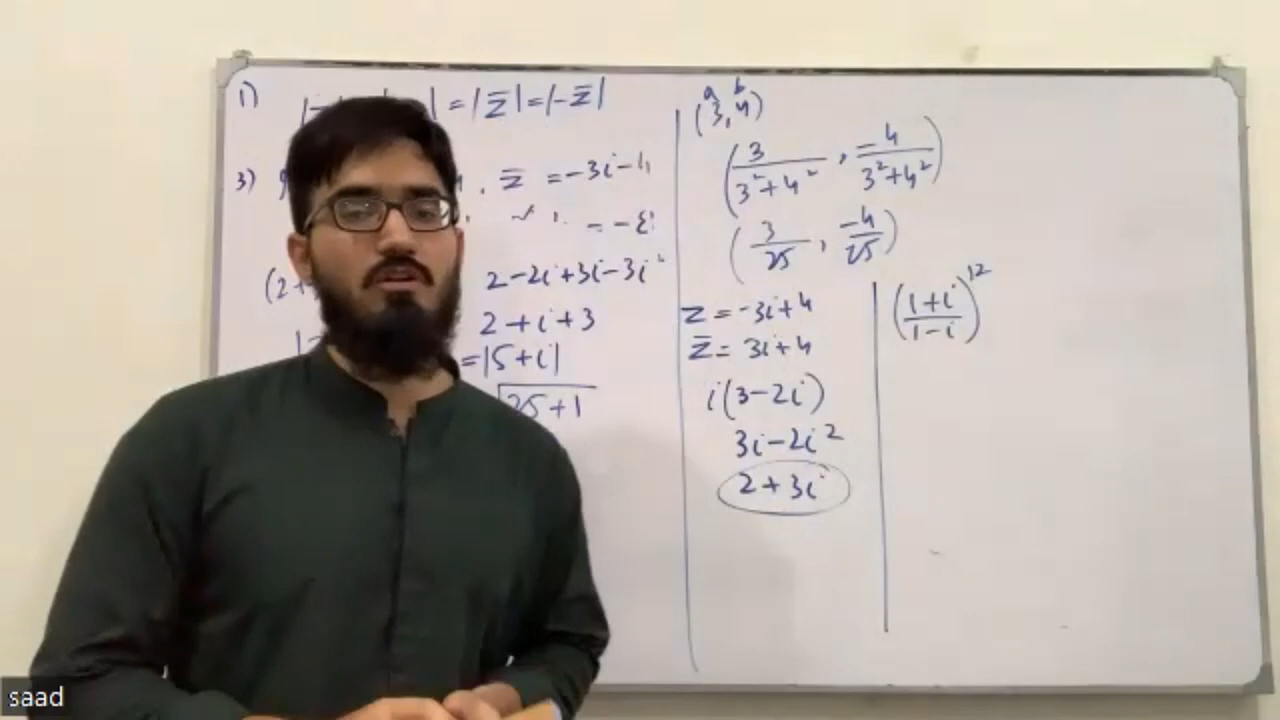 1) = |z̅| = |-z̅|
3) . z̅ = -3i-4
= -8i
(2+ 2-2i+3i-3i²
2+i+3
=|5+i|
√25+1
a b
(3,4)
(3/(3²+4²), -4/(3²+4²))
(3/25, -4/25)
z = -3i+4
z̅ = 3i+4
i(3-2i)
3i-2i²
2+3i
((1+i)/(1-i))¹²
saad